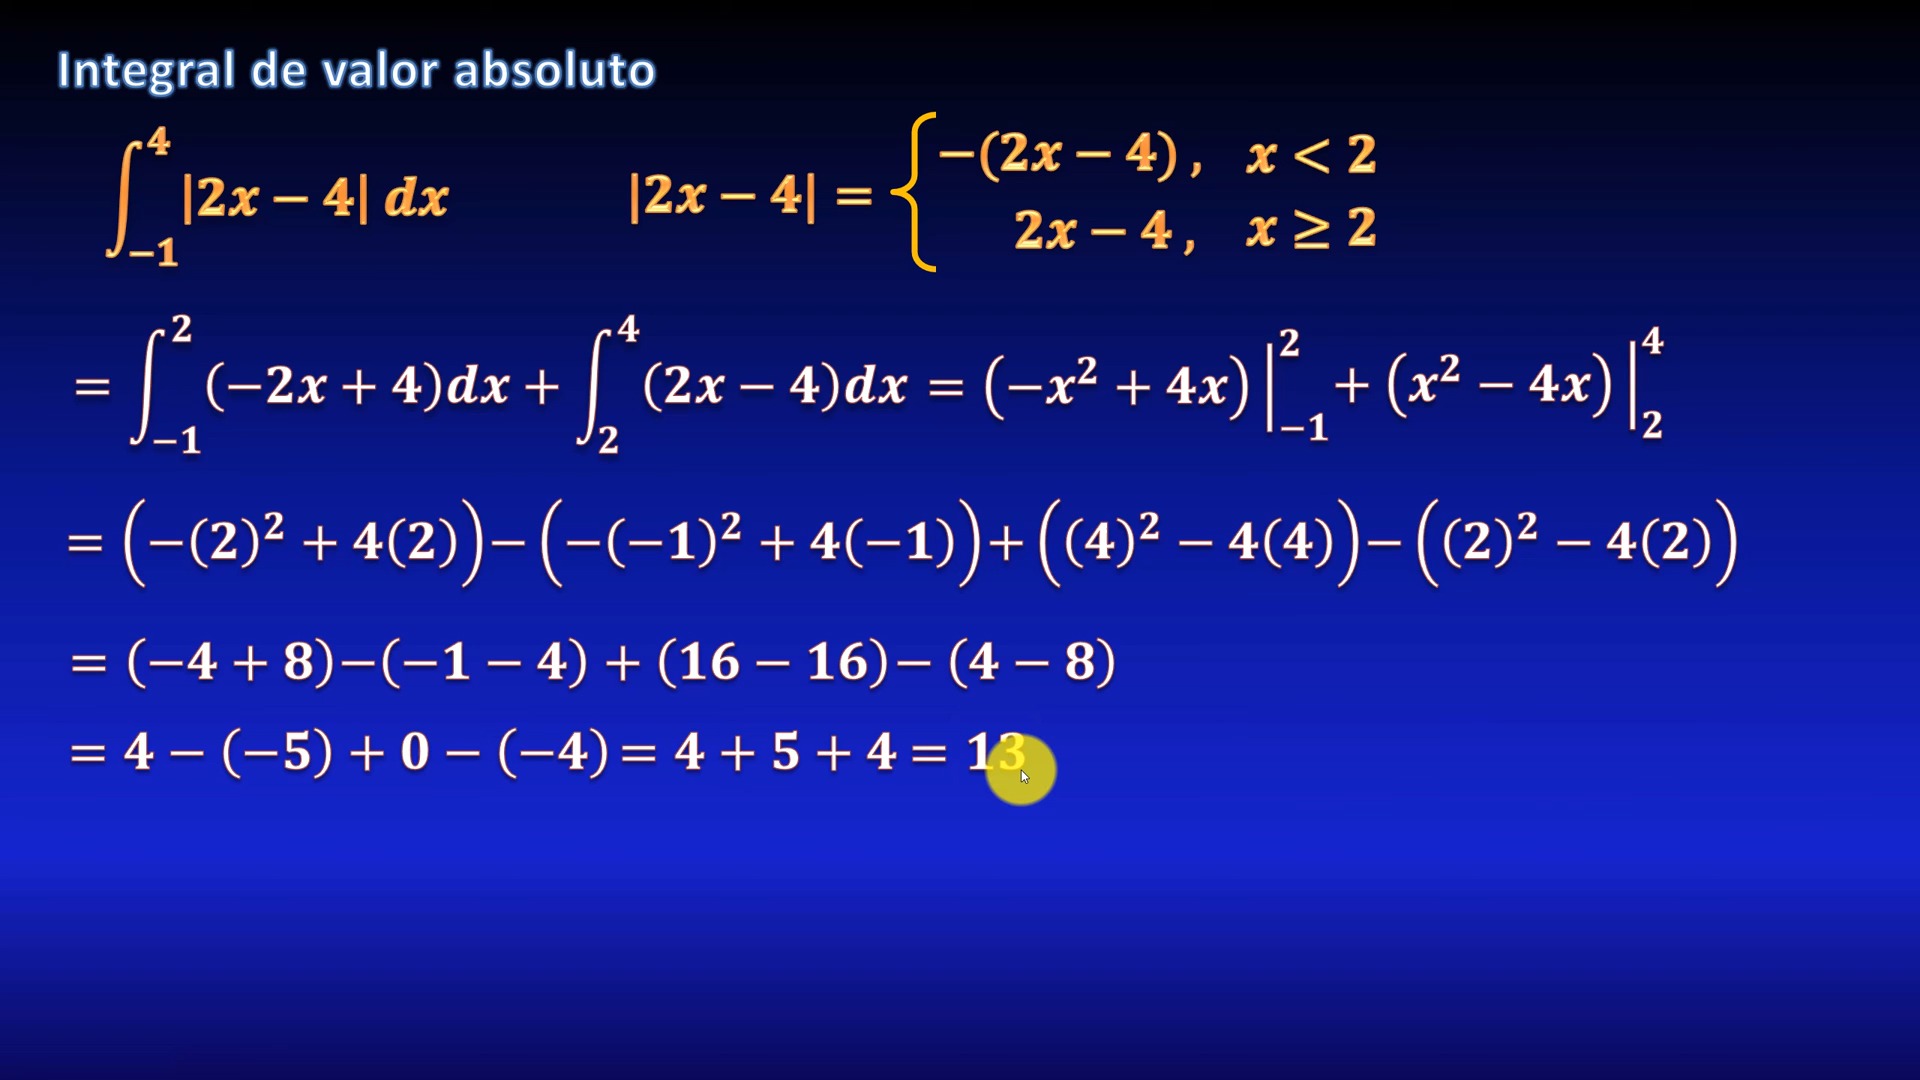 Integral de valor absoluto
∫₋₁⁴ |2x − 4| dx |2x − 4| = { −(2x − 4) , x < 2
2x − 4 , x ≥ 2
= ∫₋₁² (−2x + 4)dx + ∫₂⁴ (2x − 4)dx = (−x² + 4x)|₋₁² + (x² − 4x)|₂⁴
= (−(2)² + 4(2))−(−(−1)² + 4(−1))+((4)² − 4(4))−((2)² − 4(2))
= (−4 + 8)−(−1 − 4) + (16 − 16)− (4 − 8)
= 4 − (−5) + 0 − (−4) = 4 + 5 + 4 = 13